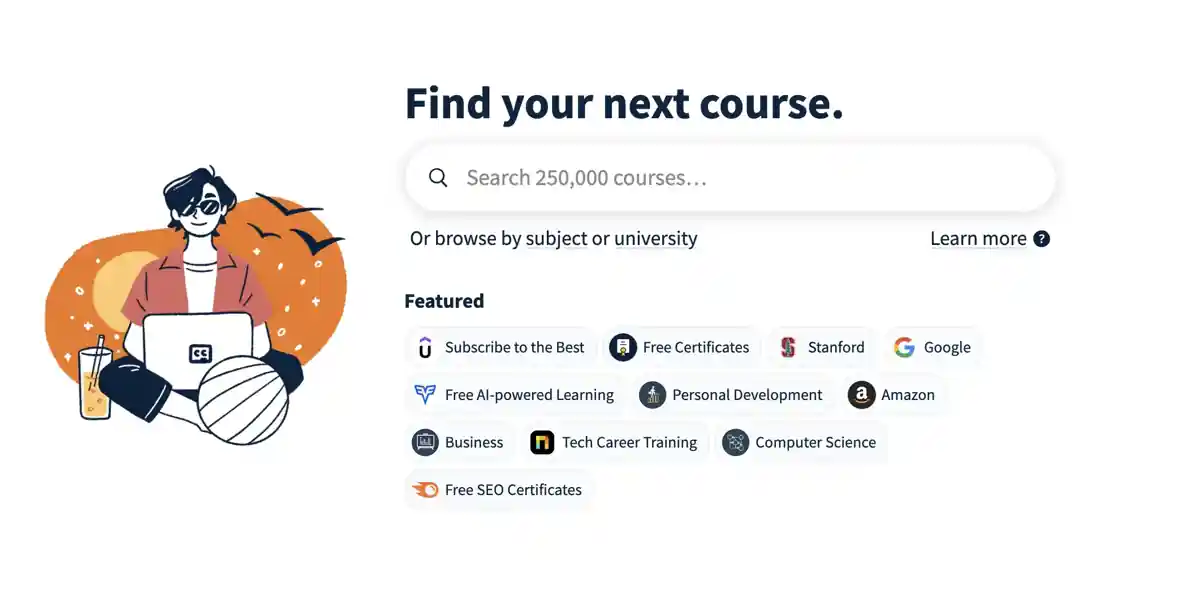 Find your next course.
Search 250,000 courses...
Or browse by subject or university
Learn more ?
Featured
Subscribe to the Best
Free Certificates
Stanford
Google
Free AI-powered Learning
Personal Development
Amazon
Business
Tech Career Training
Computer Science
Free SEO Certificates
CC